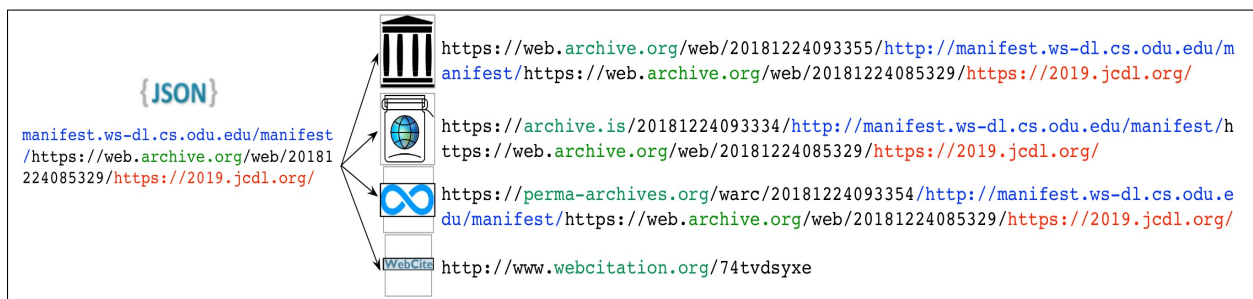 {JSON}
manifest.ws-dl.cs.odu.edu/manifest
/https://web.archive.org/web/20181
224085329/https://2019.jcdl.org/
https://web.archive.org/web/20181224093355/http://manifest.ws-dl.cs.odu.edu/m
anifest/https://web.archive.org/web/20181224085329/https://2019.jcdl.org/
https://archive.is/20181224093334/http://manifest.ws-dl.cs.odu.edu/manifest/h
ttps://web.archive.org/web/20181224085329/https://2019.jcdl.org/
https://perma-archives.org/warc/20181224093354/http://manifest.ws-dl.cs.odu.e
du/manifest/https://web.archive.org/web/20181224085329/https://2019.jcdl.org/
WebCite
http://www.webcitation.org/74tvdsyxe